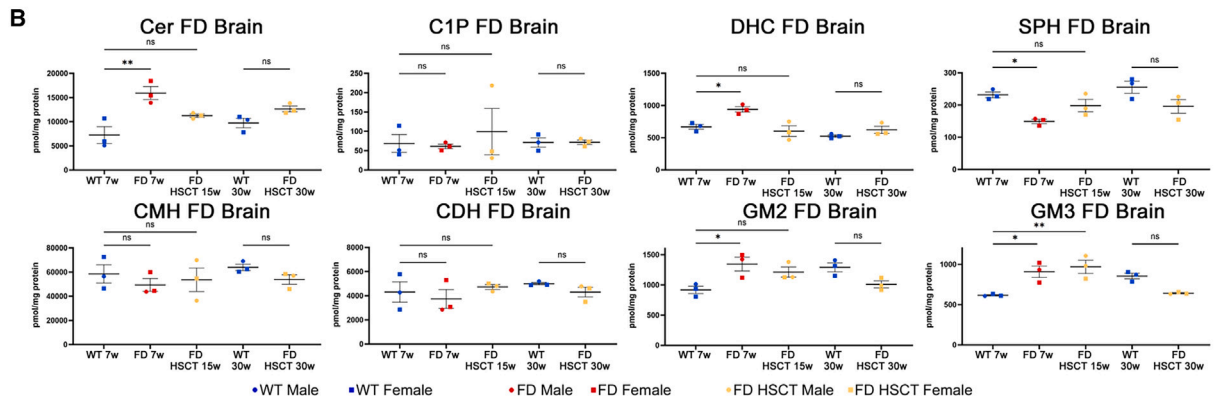 B
Cer FD Brain
ns
**
ns
pmol/mg protein
20000
15000
10000
5000
0
WT 7w
FD 7w
FD
HSCT 15w
WT
30w
FD
HSCT 30w
C1P FD Brain
ns
ns
ns
pmol/mg protein
250
200
150
100
50
0
WT 7w
FD 7w
FD
HSCT 15w
WT
30w
FD
HSCT 30w
DHC FD Brain
ns
*
ns
pmol/mg protein
1500
1000
500
0
WT 7w
FD 7w
FD
HSCT 15w
WT
30w
FD
HSCT 30w
SPH FD Brain
ns
*
ns
pmol/mg protein
300
200
100
0
WT 7w
FD 7w
FD
HSCT 15w
WT
30w
FD
HSCT 30w
CMH FD Brain
ns
ns
ns
pmol/mg protein
80000
60000
40000
20000
0
WT 7w
FD 7w
FD
HSCT 15w
WT
30w
FD
HSCT 30w
CDH FD Brain
ns
ns
ns
pmol/mg protein
8000
6000
4000
2000
0
WT 7w
FD 7w
FD
HSCT 15w
WT
30w
FD
HSCT 30w
GM2 FD Brain
ns
*
ns
pmol/mg protein
1500
1000
500
0
WT 7w
FD 7w
FD
HSCT 15w
WT
30w
FD
HSCT 30w
GM3 FD Brain
**
*
ns
pmol/mg protein
1000
500
0
WT 7w
FD 7w
FD
HSCT 15w
WT
30w
FD
HSCT 30w
WT Male WT Female FD Male FD Female FD HSCT Male FD HSCT Female